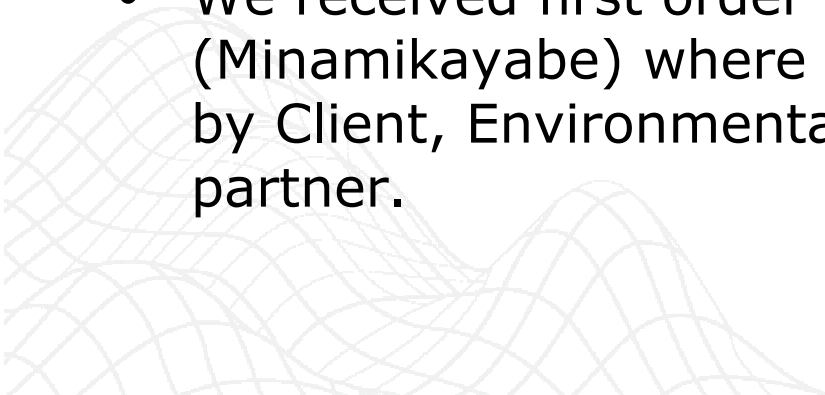 • We received first order
(Minamikayabe) where
by Client, Environmenta
partner.